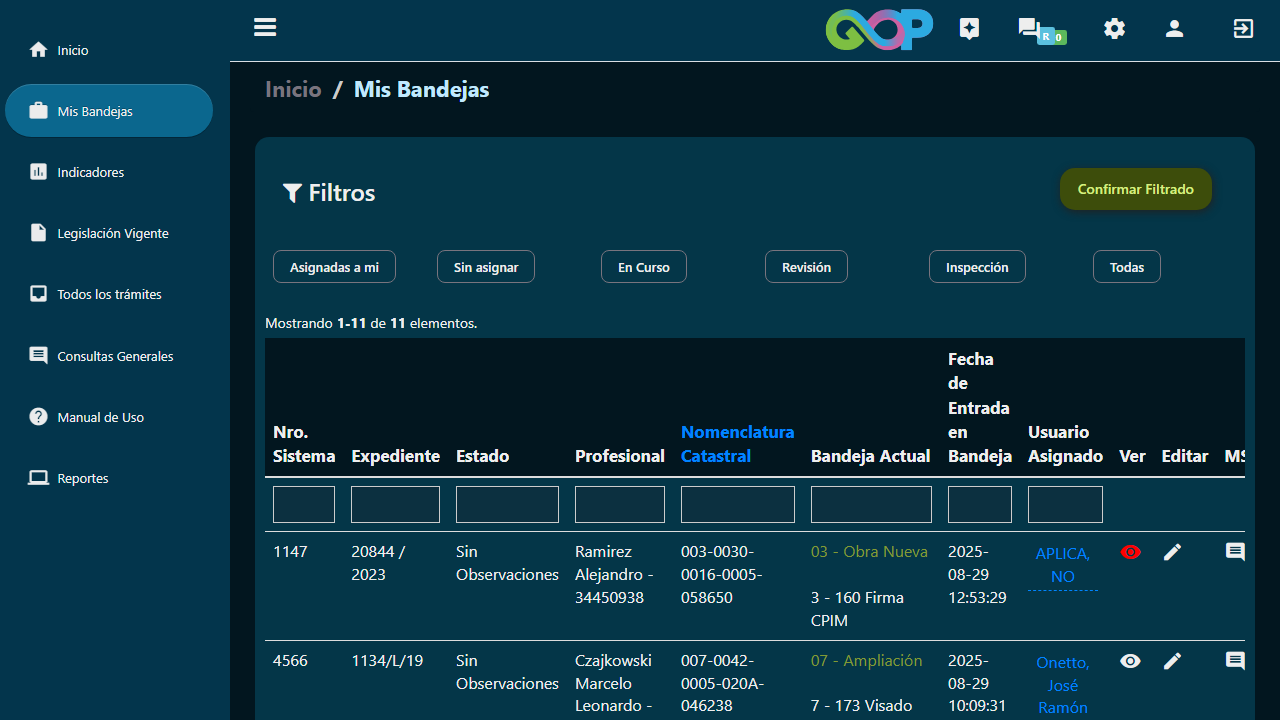 R 0
Inicio
Mis Bandejas
Indicadores
Legislación Vigente
Todos los trámites
Consultas Generales
Manual de Uso
Reportes
Inicio / Mis Bandejas
Filtros
Confirmar Filtrado
Asignadas a mi
Sin asignar
En Curso
Revisión
Inspección
Todas
Mostrando 1-11 de 11 elementos.
Nro.
Sistema
Expediente
Estado
Profesional
Nomenclatura
Catastral
Bandeja Actual
Fecha
de
Entrada
en
Bandeja
Usuario
Asignado
Ver
Editar
1147
20844 /
2023
Sin
Observaciones
Ramirez
Alejandro -
34450938
003-0030-
0016-0005-
058650
03 - Obra Nueva
3 - 160 Firma
CPIM
2025-
08-29
12:53:29
APLICA,
NO
4566
1134/L/19
Sin
Observaciones
Czajkowski
Marcelo
Leonardo -
007-0042-
0005-020A-
046238
07 - Ampliación
7 - 173 Visado
2025-
08-29
10:09:31
Onetto,
José
Ramón